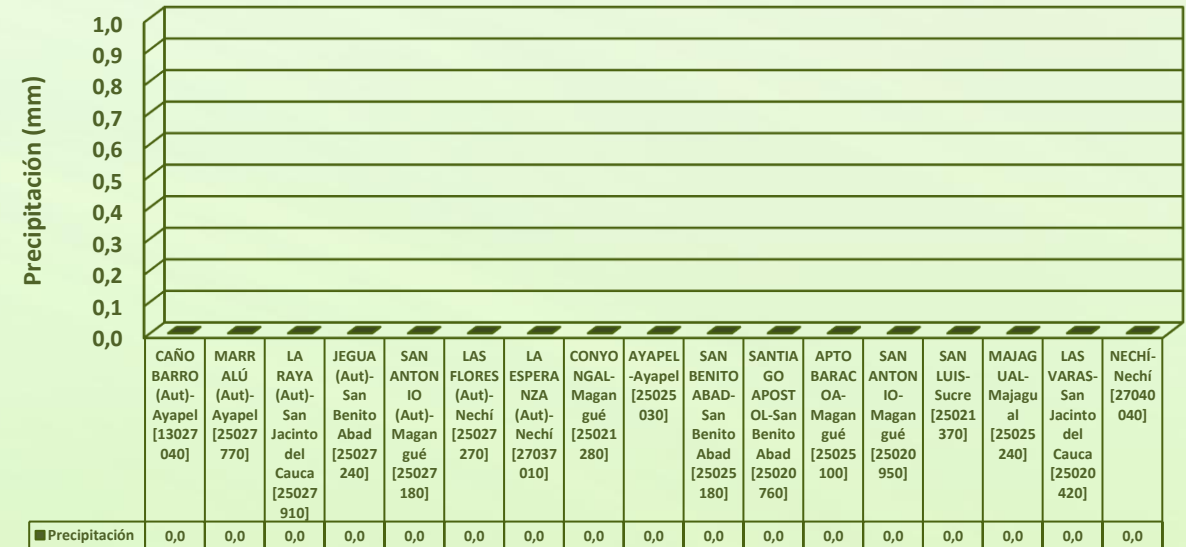 Precipitación (mm)
1,0
0,9
0,8
0,7
0,6
0,5
0,4
0,3
0,2
0,1
0,0
CAÑO
BARRO
(Aut)-
Ayapel
[13027
040]
MARR
ALÚ
(Aut)-
Ayapel
[25027
770]
LA
RAYA
(Aut)-
San
Jacinto
del
Cauca
[25027
910]
JEGUA
(Aut)-
San
Benito
Abad
[25027
240]
SAN
ANTON
IO
(Aut)-
Magan
gué
[25027
180]
LAS
FLORES
(Aut)-
Nechí
[25027
270]
LA
ESPERA
NZA
(Aut)-
Nechí
[27037
010]
CONYO
NGAL-
Magan
gué
[25021
280]
AYAPEL
-Ayapel
[25025
030]
SAN
BENITO
ABAD-
San
Benito
Abad
[25025
180]
SANTIA
GO
APOST
OL-San
Benito
Abad
[25020
760]
APTO
BARAC
OA-
Magan
gué
[25025
100]
SAN
ANTON
IO-
Magan
gué
[25020
950]
SAN
LUIS-
Sucre
[25021
370]
MAJAG
UAL-
Majagu
al
[25025
240]
LAS
VARAS-
San
Jacinto
del
Cauca
[25020
420]
NECHÍ-
Nechí
[27040
040]
Precipitación 0,0 0,0 0,0 0,0 0,0 0,0 0,0 0,0 0,0 0,0 0,0 0,0 0,0 0,0 0,0 0,0 0,0